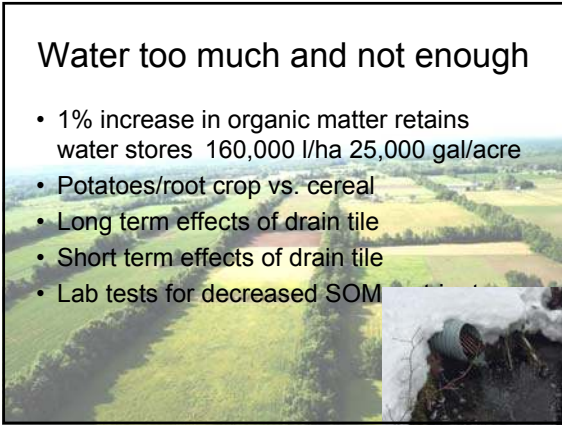 Water too much and not enough
• 1% increase in organic matter retains
water stores 160,000 l/ha 25,000 gal/acre
• Potatoes/root crop vs. cereal
• Long term effects of drain tile
• Short term effects of drain tile
• Lab tests for decreased SOM